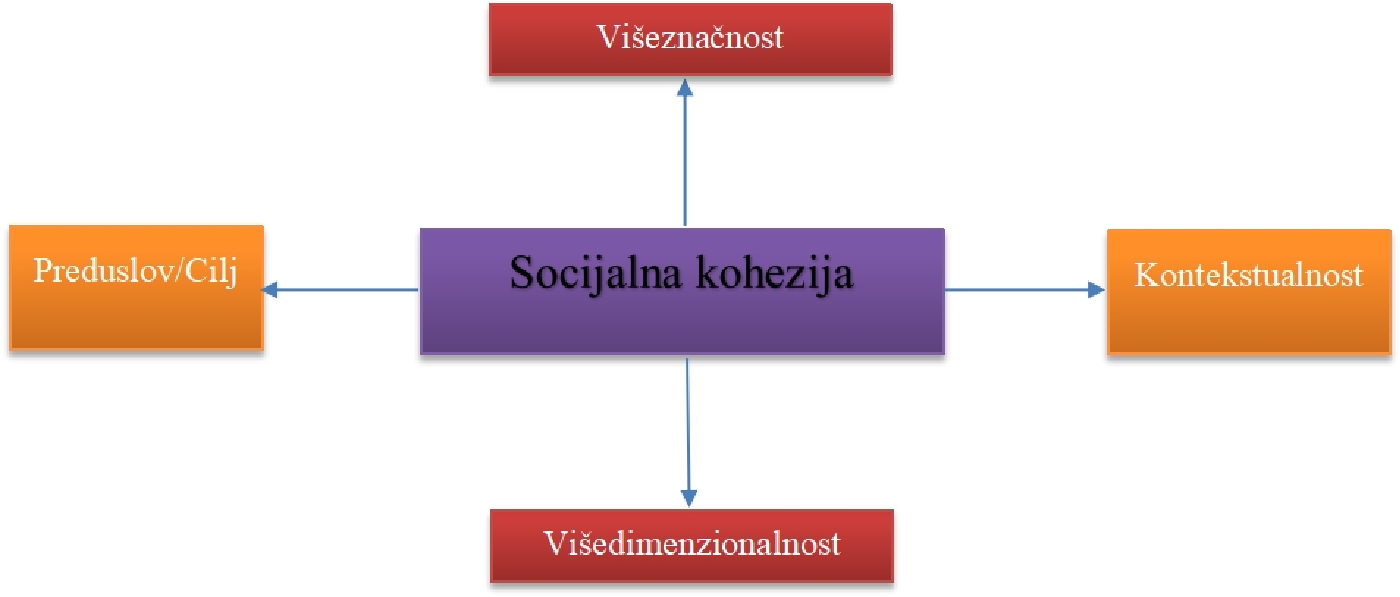 Višeznačnost
Preduslov/Cilj
Socijalna kohezija
Kontekstualnost
Višedimenzionalnost